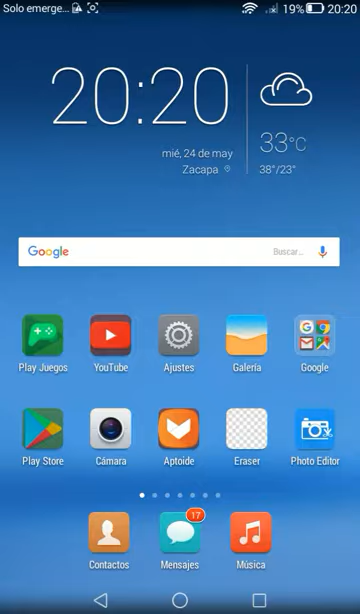 Solo emerge... 19% 20:20
20:20
mié, 24 de may
Zacapa
33°C
38°/23°
Google Buscar...
Play Juegos YouTube Ajustes Galería Google
Play Store Cámara Aptoide Eraser Photo Editor
17
Contactos Mensajes Música